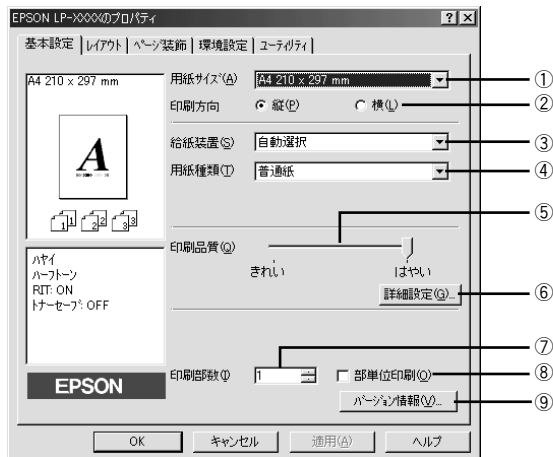 EPSON LP-XXXXのプロパティ
基本設定 レイアウト ページ装飾 環境設定 ユーティリティ
A4 210 x 297 mm
用紙サイズ(A) A4 210 x 297 mm ①
印刷方向 縦(P) 横(L) ②
給紙装置(S) 自動選択 ③
用紙種類(T) 普通紙 ④
A
1 1 2 2 3 3
⑤
印刷品質(Q)
きれい はやい
ハヤイ
ハーフトーン
RIT: ON
トナーセーブ: OFF
詳細設定(G)... ⑥
⑦
印刷部数(I) 1 部単位印刷(O) ⑧
EPSON
バージョン情報(V)... ⑨
OK キャンセル 適用(A) ヘルプ